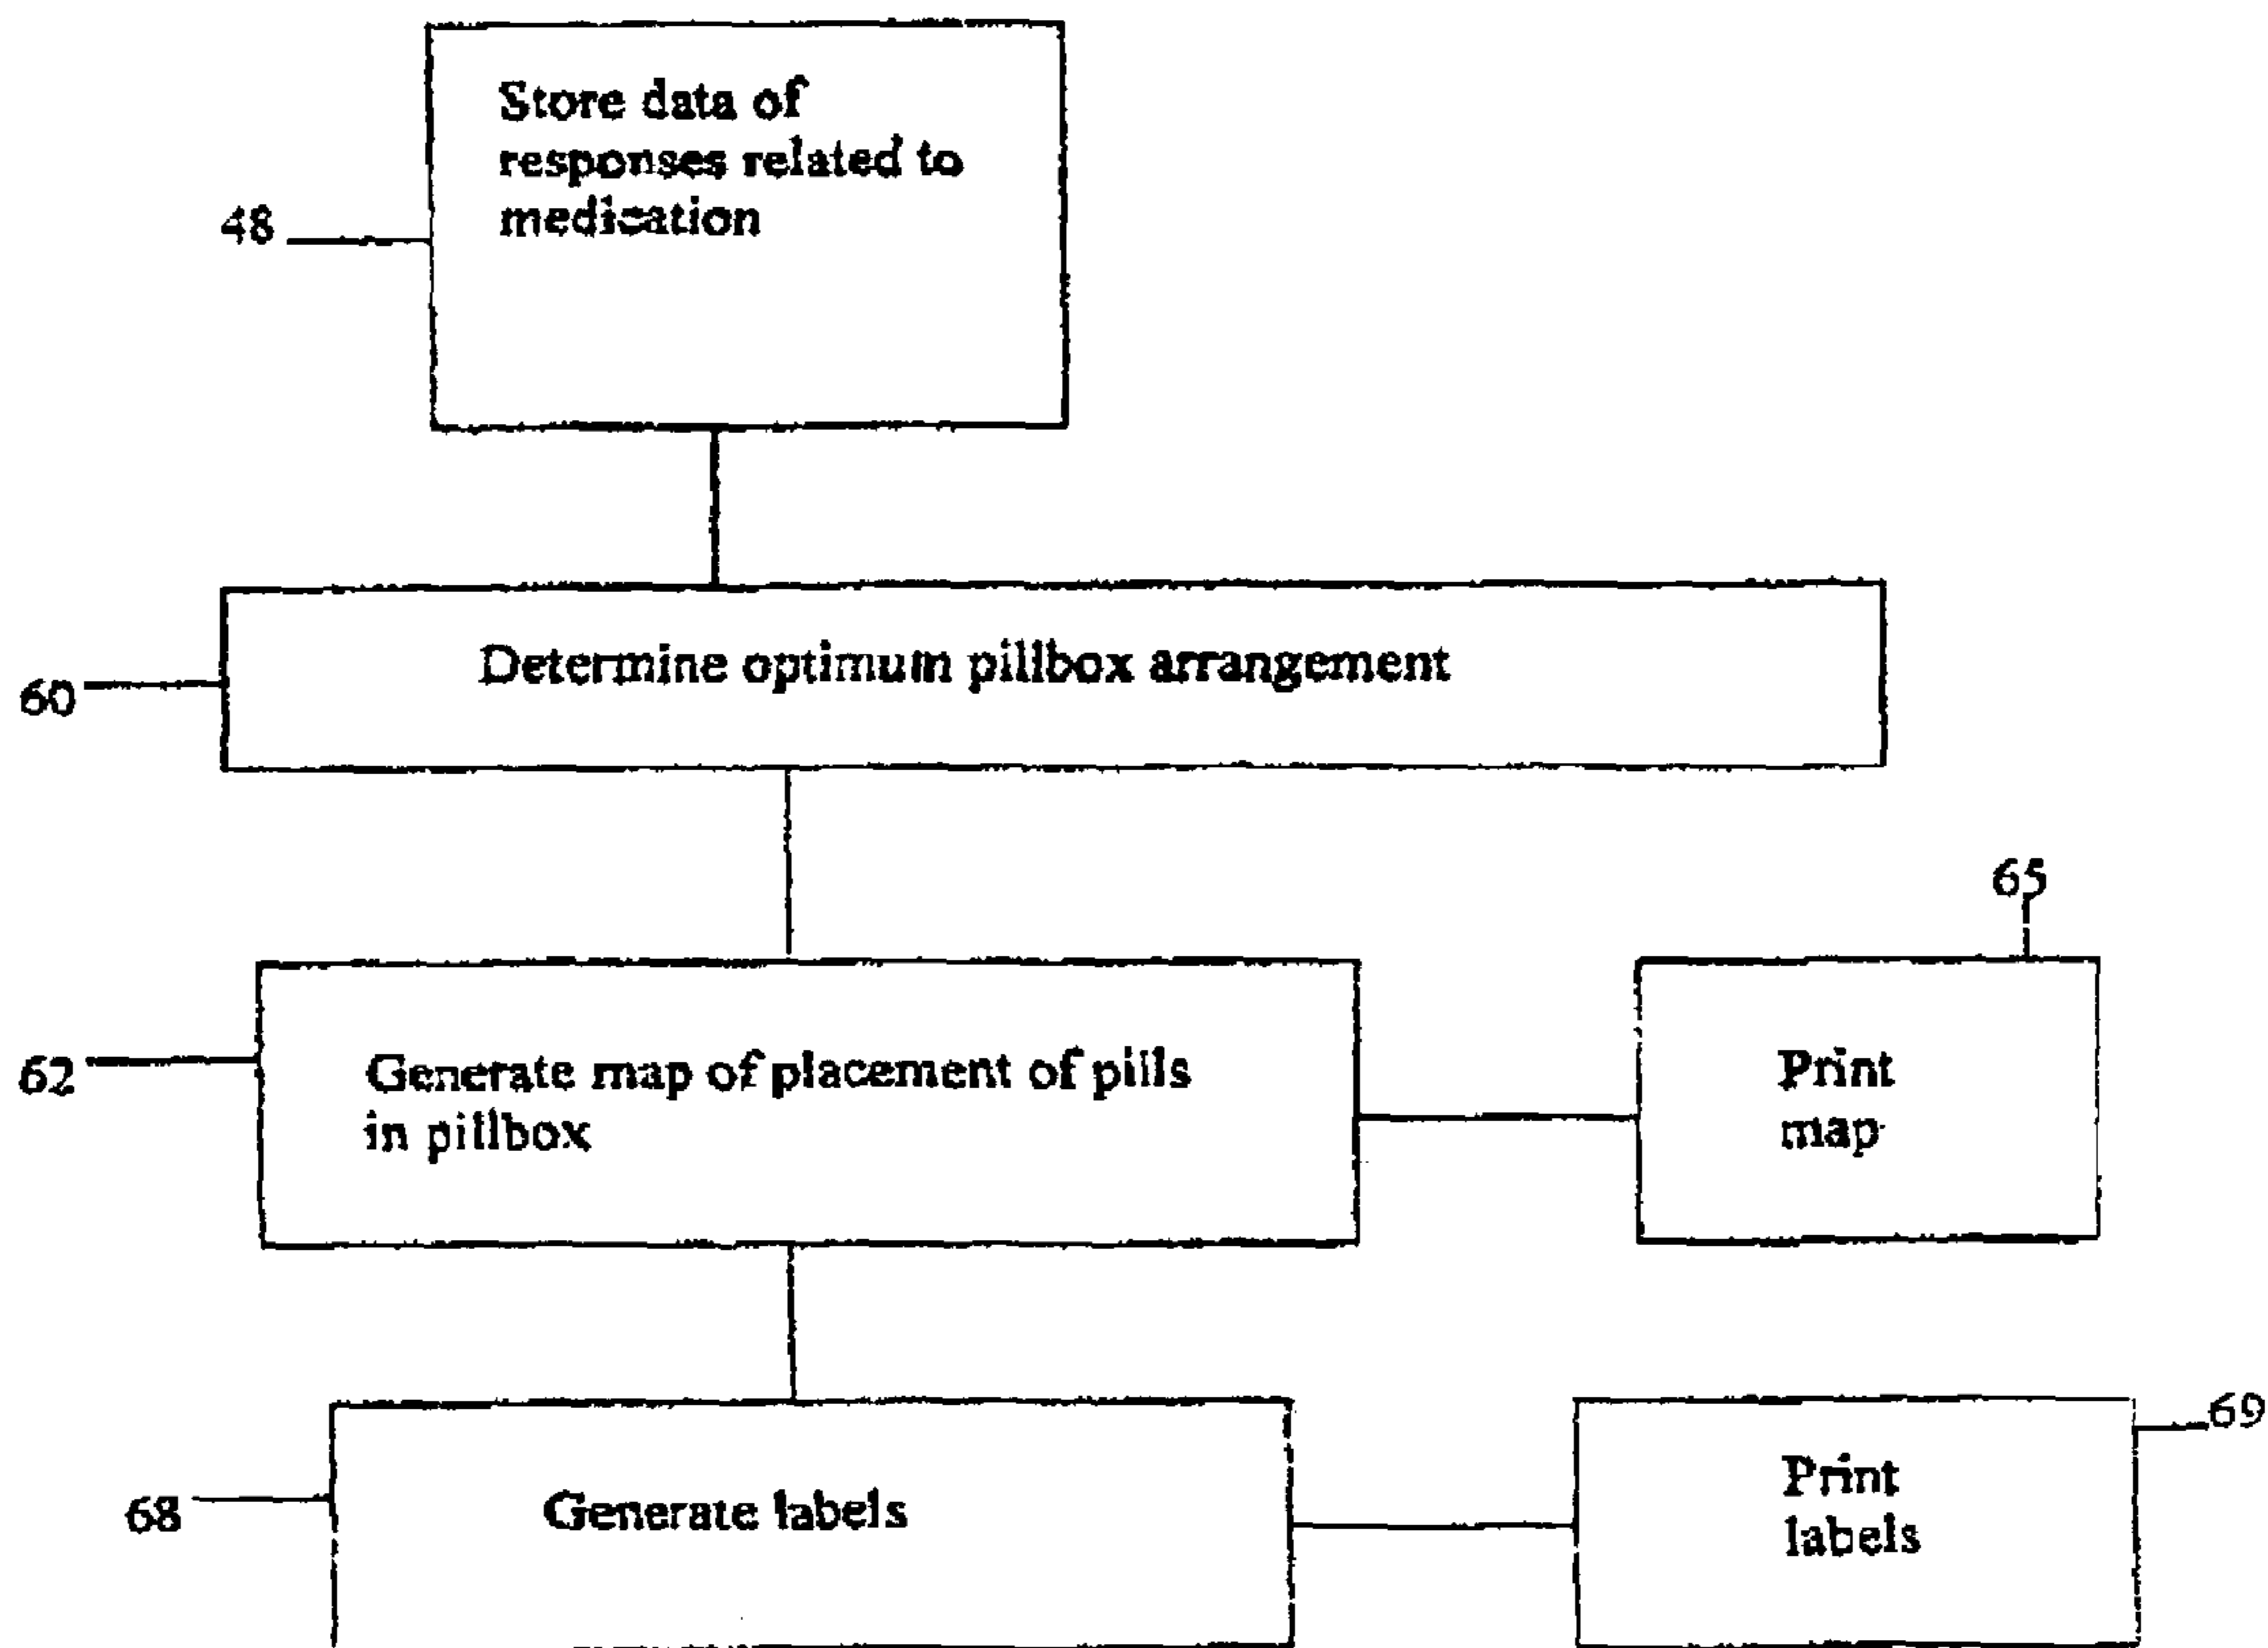 Store data of
responses related to
medication
48
Determine optimum pillbox arrangement
60
65
Generate map of placement of pills
in pillbox
62
Print
map
69
Generate labels
68
Print
labels